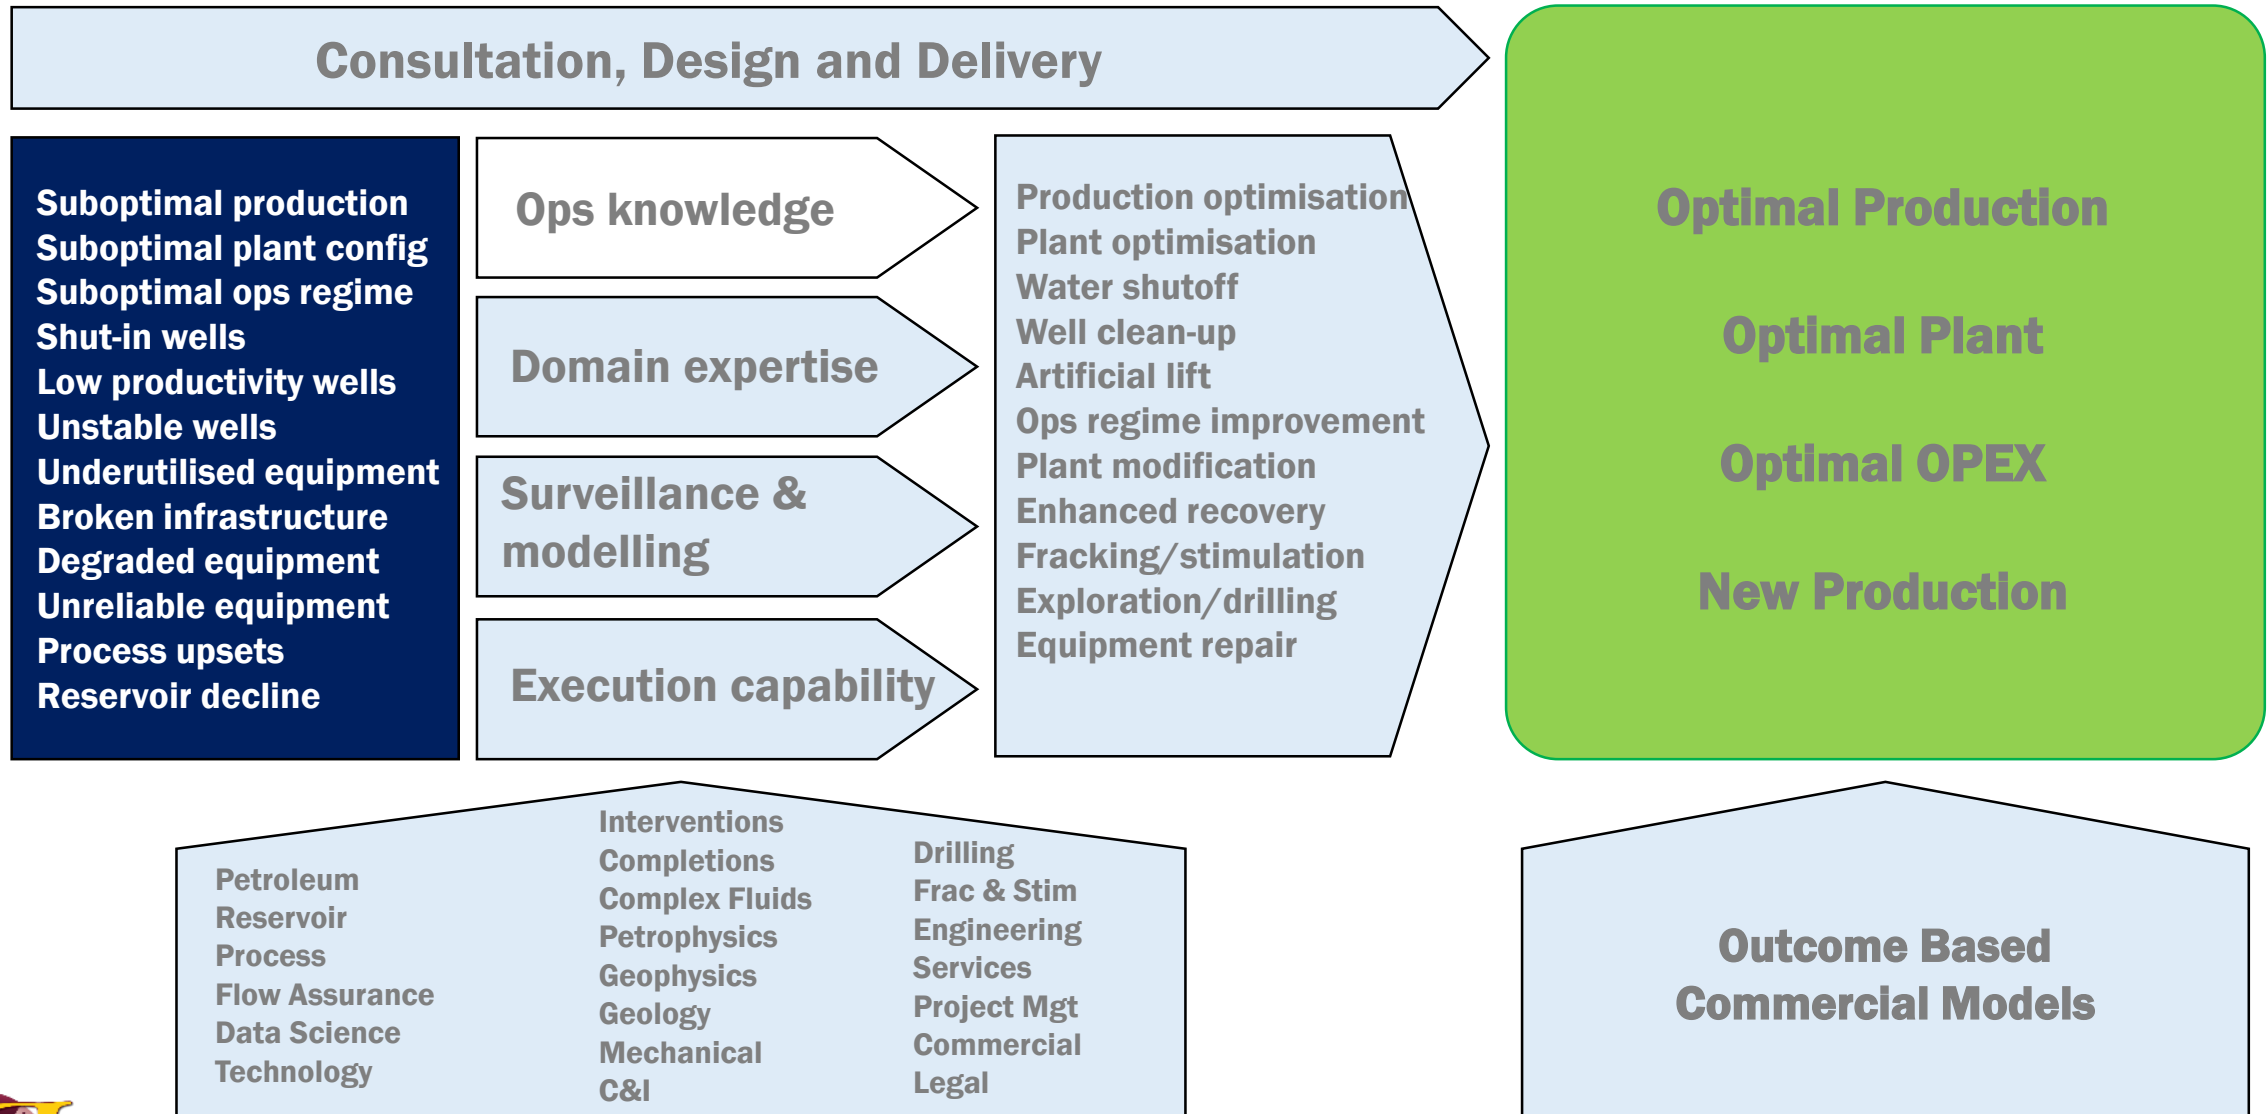 Consultation, Design and Delivery
Suboptimal production
Suboptimal plant config
Suboptimal ops regime
Shut-in wells
Low productivity wells
Unstable wells
Underutilised equipment
Broken infrastructure
Degraded equipment
Unreliable equipment
Process upsets
Reservoir decline
Ops knowledge
Domain expertise
Surveillance &
modelling
Execution capability
Production optimisation
Plant optimisation
Water shutoff
Well clean-up
Artificial lift
Ops regime improvement
Plant modification
Enhanced recovery
Fracking/stimulation
Exploration/drilling
Equipment repair
Optimal Production
Optimal Plant
Optimal OPEX
New Production
Petroleum
Reservoir
Process
Flow Assurance
Data Science
Technology
Interventions
Completions
Complex Fluids
Petrophysics
Geophysics
Geology
Mechanical
C&I
Drilling
Frac & Stim
Engineering
Services
Project Mgt
Commercial
Legal
Outcome Based
Commercial Models